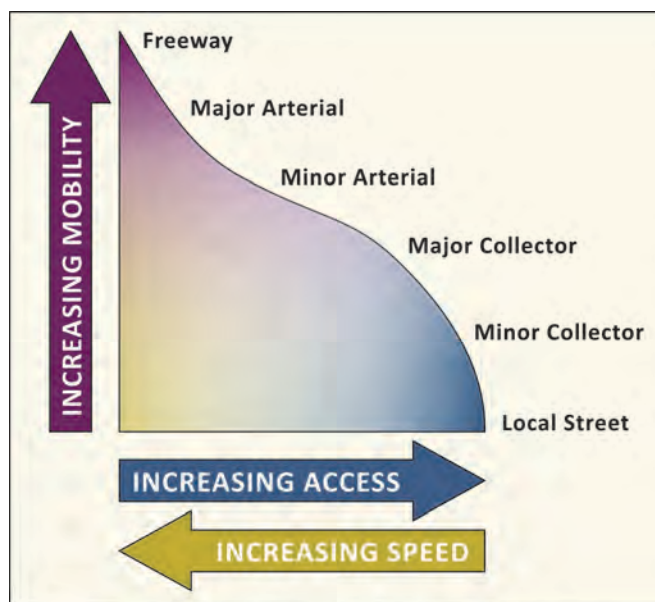 Freeway
Major Arterial
Minor Arterial
Major Collector
Minor Collector
Local Street
INCREASING MOBILITY
INCREASING ACCESS
INCREASING SPEED